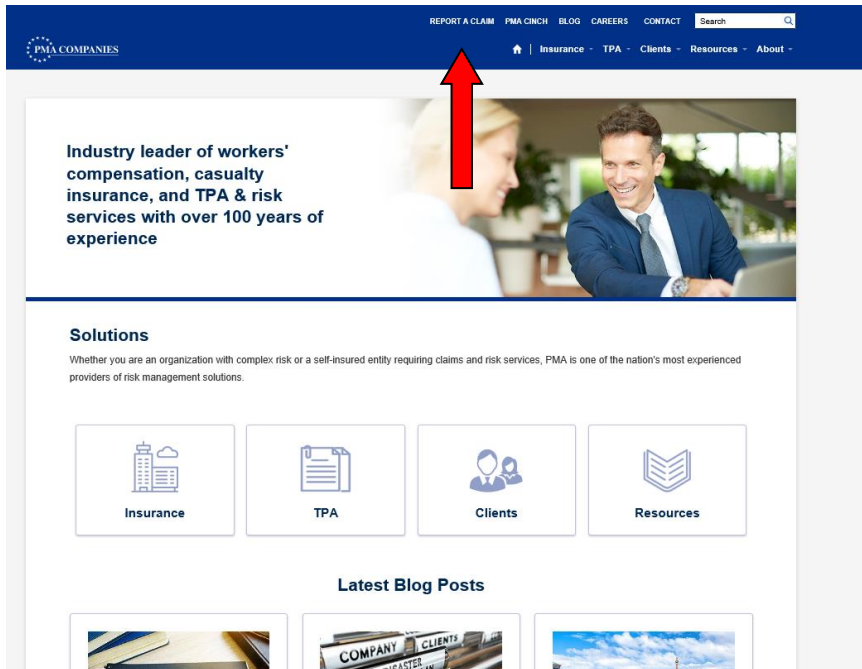 REPORT A CLAIM PMA CINCH BLOG CAREERS CONTACT Search
PMA COMPANIES
Insurance TPA Clients Resources About
Industry leader of workers'
compensation, casualty
insurance, and TPA & risk
services with over 100 years of
experience
Solutions
Whether you are an organization with complex risk or a self-insured entity requiring claims and risk services, PMA is one of the nation's most experienced
providers of risk management solutions.
Insurance TPA Clients Resources
Latest Blog Posts
COMPANY CLIENTS
DISASTER